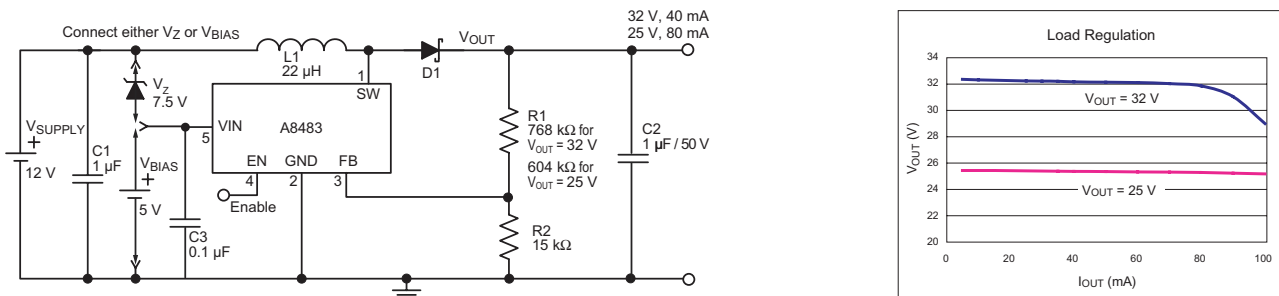 Connect either VZ or VBIAS
32 V, 40 mA
25 V, 80 mA
L1
22 µH
VOUT
D1
1
SW
VZ
7.5 V
5
VIN
A8483
EN
GND
FB
4
2
3
Enable
VSUPPLY
+
12 V
C1
1 µF
VBIAS
+
5 V
C3
0.1 µF
R1
768 kΩ for
VOUT = 32 V
604 kΩ for
VOUT = 25 V
C2
1 µF / 50 V
R2
15 kΩ
Load Regulation
VOUT (V)
34
32
30
28
26
24
22
20
VOUT = 32 V
VOUT = 25 V
0
20
40
60
80
100
IOUT (mA)